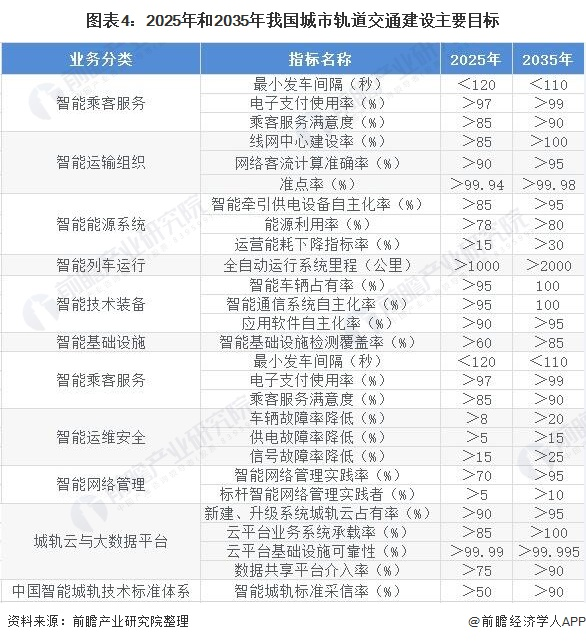 图表4：2025年和2035年我国城市轨道交通建设主要目标
业务分类 指标名称 2025年 2035年
智能乘客服务 最小发车间隔（秒） ＜120 ＜110
电子支付使用率（%） ＞97 ＞99
乘客服务满意度（%） ＞85 ＞90
智能运输组织 线网中心建设率（%） ＞85 ＞100
网络客流计算准确率（%） ＞90 ＞95
准点率（%） ＞99.94 ＞99.98
智能能源系统 智能牵引供电设备自主化率（%） ＞85 ＞95
能源利用率（%） ＞78 ＞80
运营能耗下降指标率（%） ＞15 ＞30
智能列车运行 全自动运行系统里程（公里） ＞1000 ＞2000
智能技术装备 智能车辆占有率（%） ＞95 100
智能通信系统自主化率（%） ＞95 100
应用软件自主化率（%） ＞90 ＞95
智能基础设施 智能基础设施检测覆盖率（%） ＞60 ＞85
智能乘客服务 最小发车间隔（秒） ＜120 ＜110
电子支付使用率（%） ＞97 ＞99
乘客服务满意度（%） ＞85 ＞90
智能运维安全 车辆故障率降低（%） ＞8 ＞20
供电故障率降低（%） ＞5 ＞15
信号故障率降低（%） ＞15 ＞25
智能网络管理 智能网络管理实践率（%） ＞70 ＞95
标杆智能网络管理实践者（%） ＞5 ＞10
城轨云与大数据平台 新建、升级系统城轨云占有率（%） ＞90 ＞95
云平台业务系统承载率（%） ＞85 ＞100
云平台基础设施可靠性（%） ＞99.99 ＞99.995
数据共享平台介入率（%） ＞75 ＞90
中国智能城轨技术标准体系 智能城轨标准采信率（%） ＞50 ＞90
资料来源：前瞻产业研究院整理 @前瞻经济学人APP
前瞻产业研究院